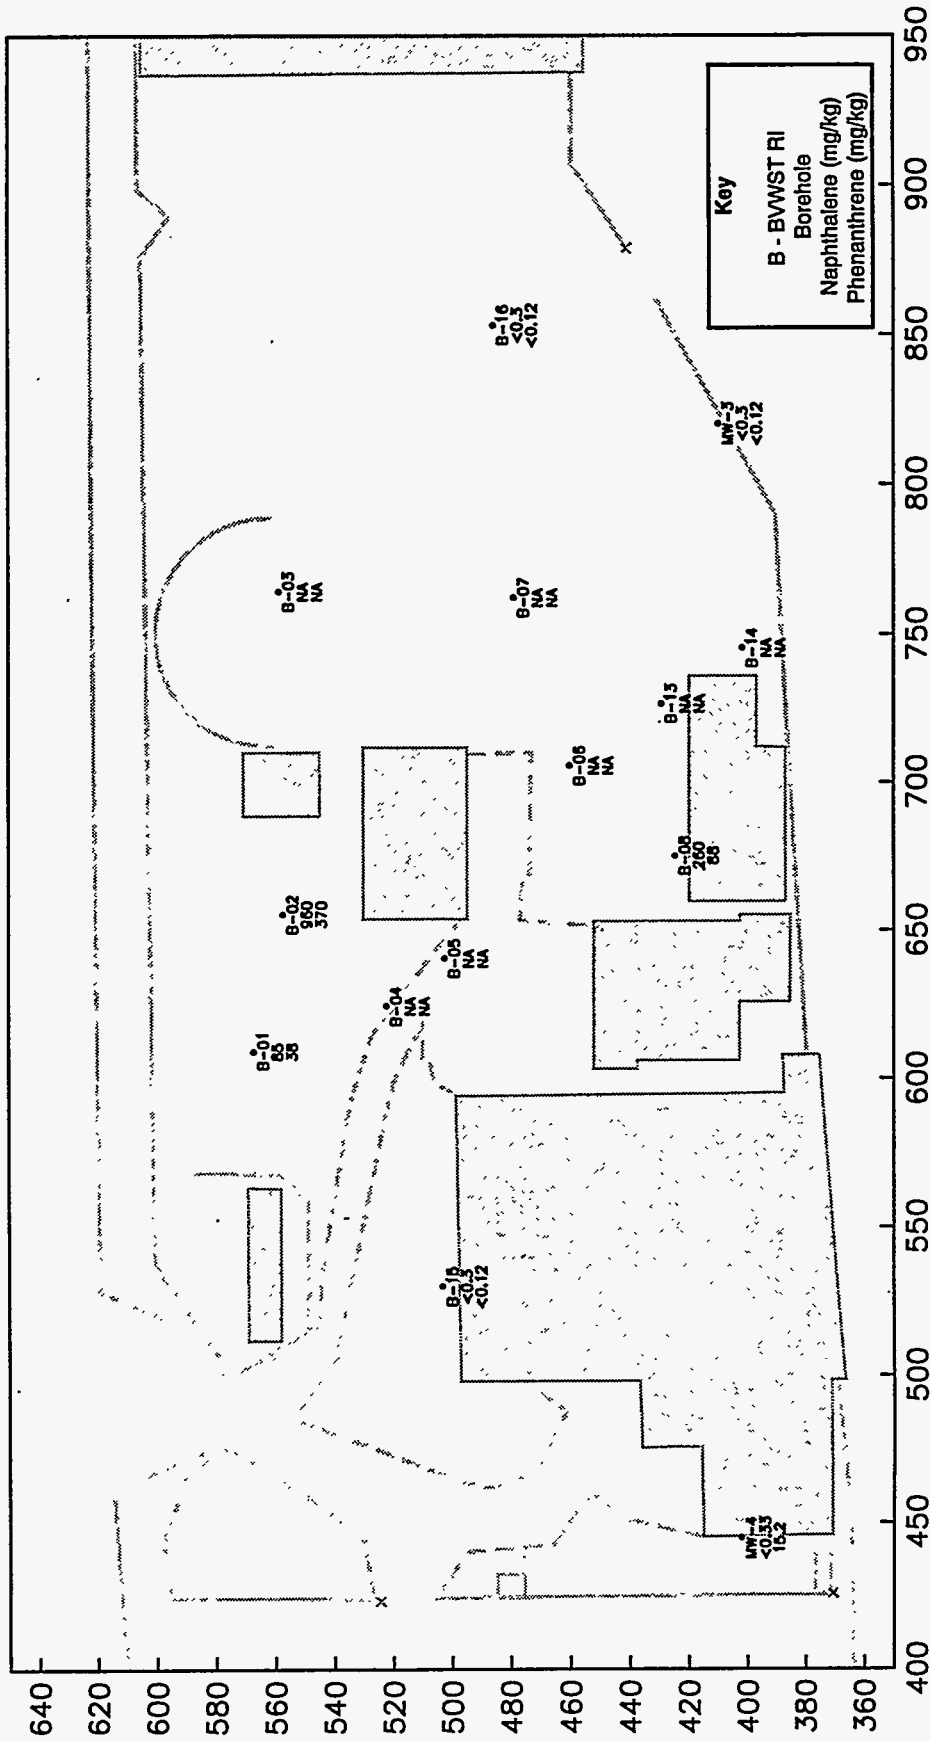 640
620
600
580
560
540
520
500
480
460
440
420
400
380
360
400
450
500
550
600
650
700
750
800
850
900
950
B-01
85
38
B-02
960
370
B-03
NA
NA
B-04
NA
NA
B-05
NA
NA
B-06
NA
NA
B-07
NA
NA
B-08
260
88
B-13
NA
NA
B-14
NA
NA
B-15
<0.3
<0.12
B-16
<0.3
<0.12
MW-3
<0.3
<0.12
MW-4
<0.33
15.2
Key
B - BVWST RI
Borehole
Naphthalene (mg/kg)
Phenanthrene (mg/kg)